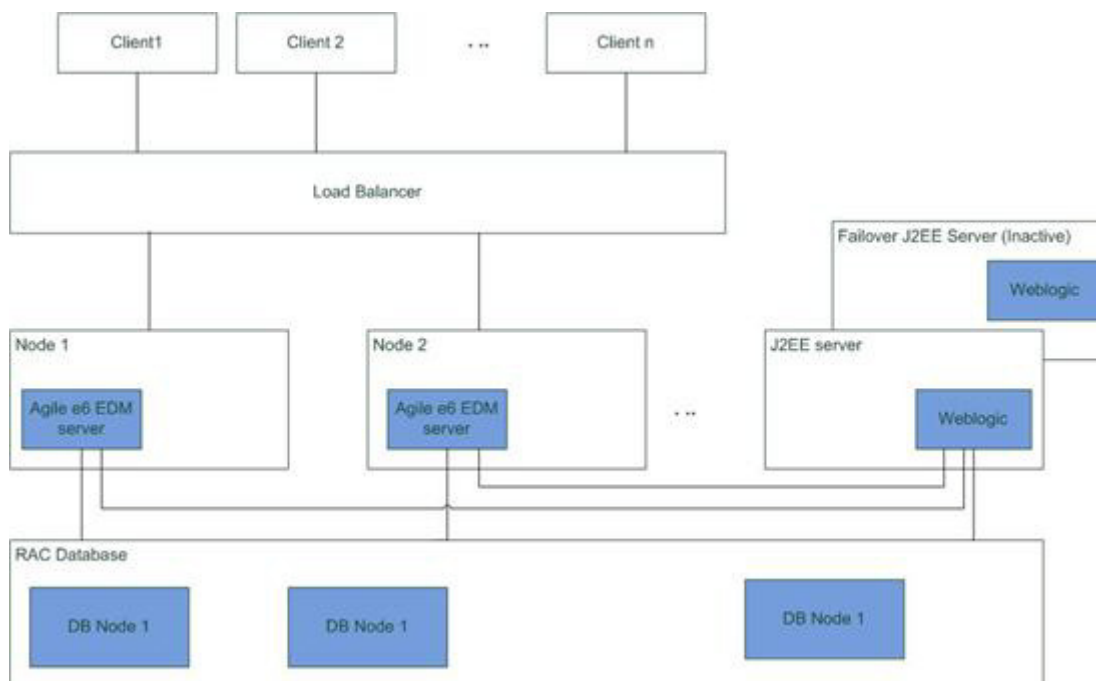 Client1
Client 2
. ..
Client n
Load Balancer
Failover J2EE Server (Inactive)
Weblogic
Node 1
Node 2
J2EE server
Agile e6 EDM
server
Agile e6 EDM
server
. ..
Weblogic
RAC Database
DB Node 1
DB Node 1
DB Node 1